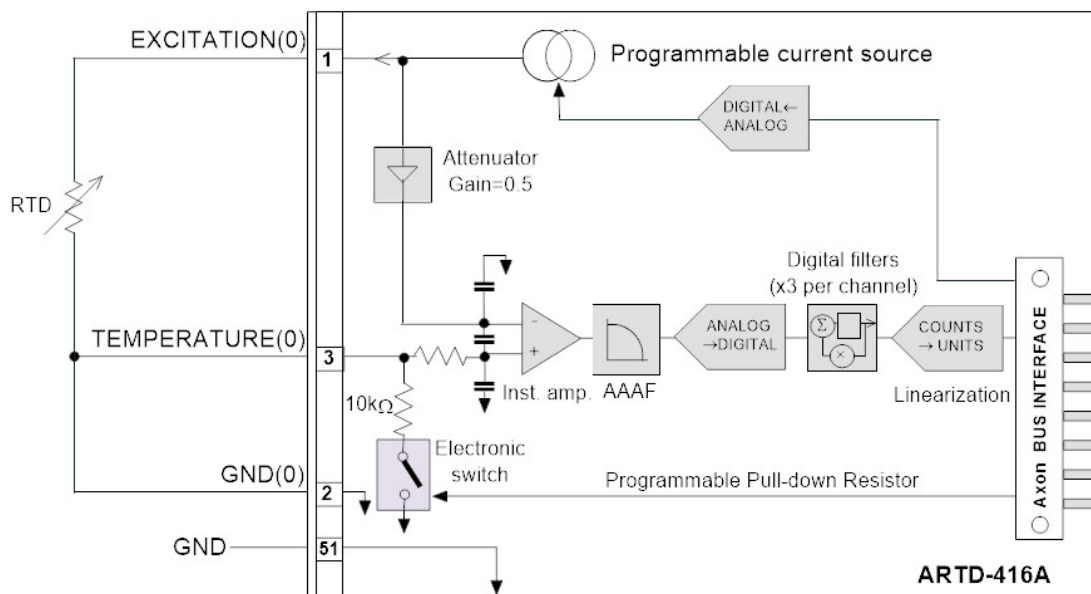 EXCITATION(0)
1
Programmable current source
DIGITAL←
ANALOG
Attenuator
Gain=0.5
RTD
Digital filters
(x3 per channel)
TEMPERATURE(0)
3
-
+
ANALOG
→DIGITAL
Σ
×
COUNTS
→ UNITS
Inst. amp.
AAAF
Linearization
10kΩ
Electronic
switch
GND(0)
2
Programmable Pull-down Resistor
Axon BUS INTERFACE
GND
51
ARTD-416A